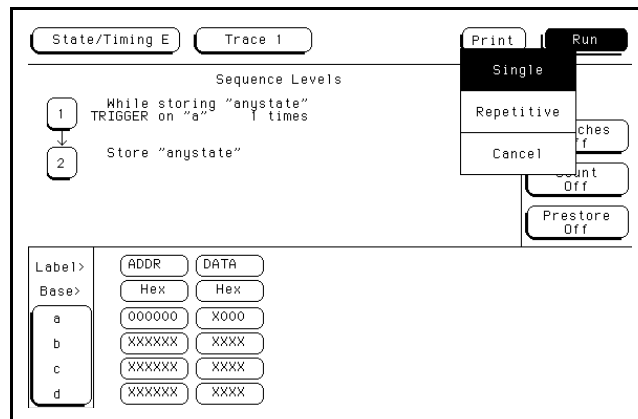 State/Timing E Trace 1 Print Run
Single
Repetitive
Cancel
Sequence Levels
1 While storing "anystate"
TRIGGER on "a" 1 times
2 Store "anystate"
Off
Prestore
Off
Label> ADDR DATA
Base> Hex Hex
a 000000 X000
b XXXXXX XXXX
c XXXXXX XXXX
d XXXXXX XXXX